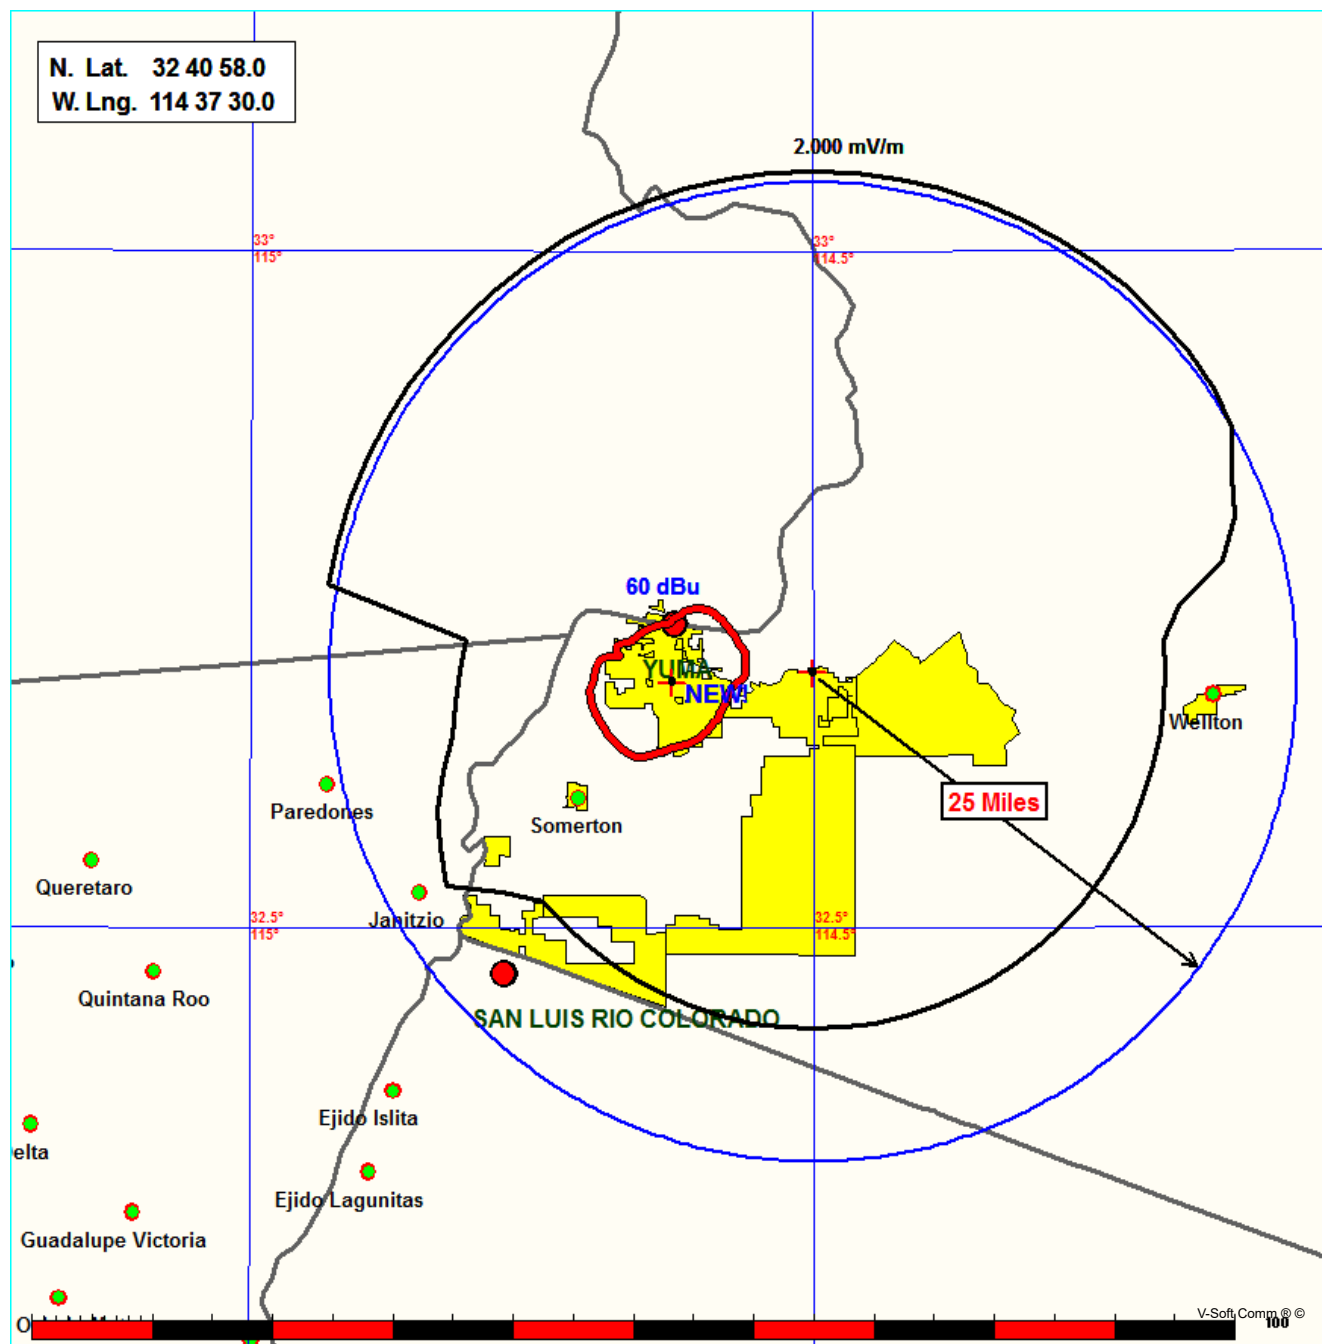 N. Lat. 32 40 58.0
W. Lng. 114 37 30.0
2.000 mV/m
33°
115°
33°
114.5°
60 dBu
YUMA
NEW!
Wellton
25 Miles
Paredones
Somerton
Queretaro
Janitzio
32.5°
115°
32.5°
114.5°
Quintana Roo
SAN LUIS RIO COLORADO
Ejido Islita
elta
Ejido Lagunitas
Guadalupe Victoria
V-Soft Comm ® ©
100